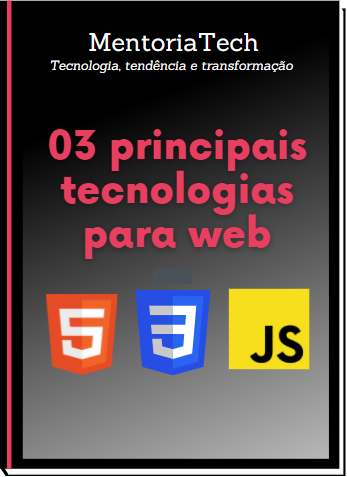 MentoriaTech
Tecnologia, tendência e transformação
03 principais
tecnologias
para web
5 3 JS